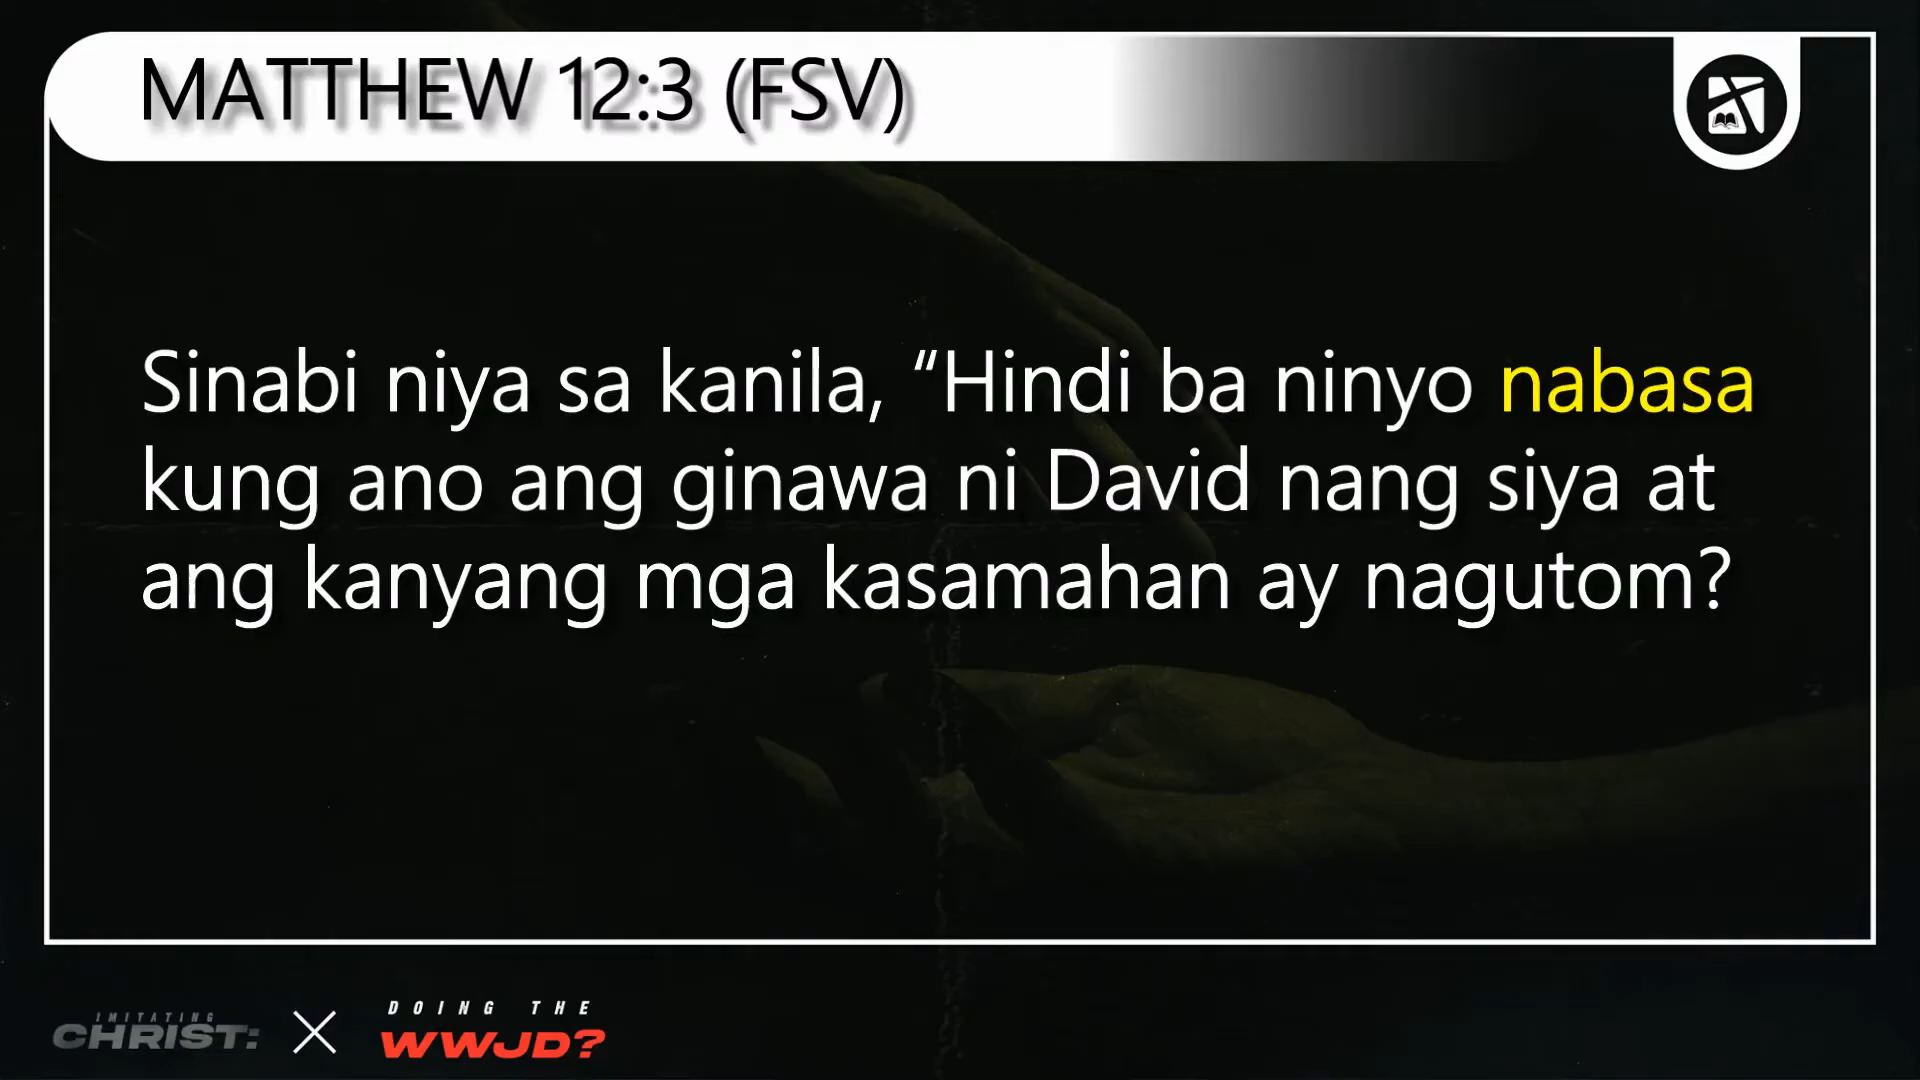 MATTHEW 12:3 (FSV)
Sinabi niya sa kanila, “Hindi ba ninyo nabasa
kung ano ang ginawa ni David nang siya at
ang kanyang mga kasamahan ay nagutom?
IMITATING
CHRIST:
DOING THE
WWJD?